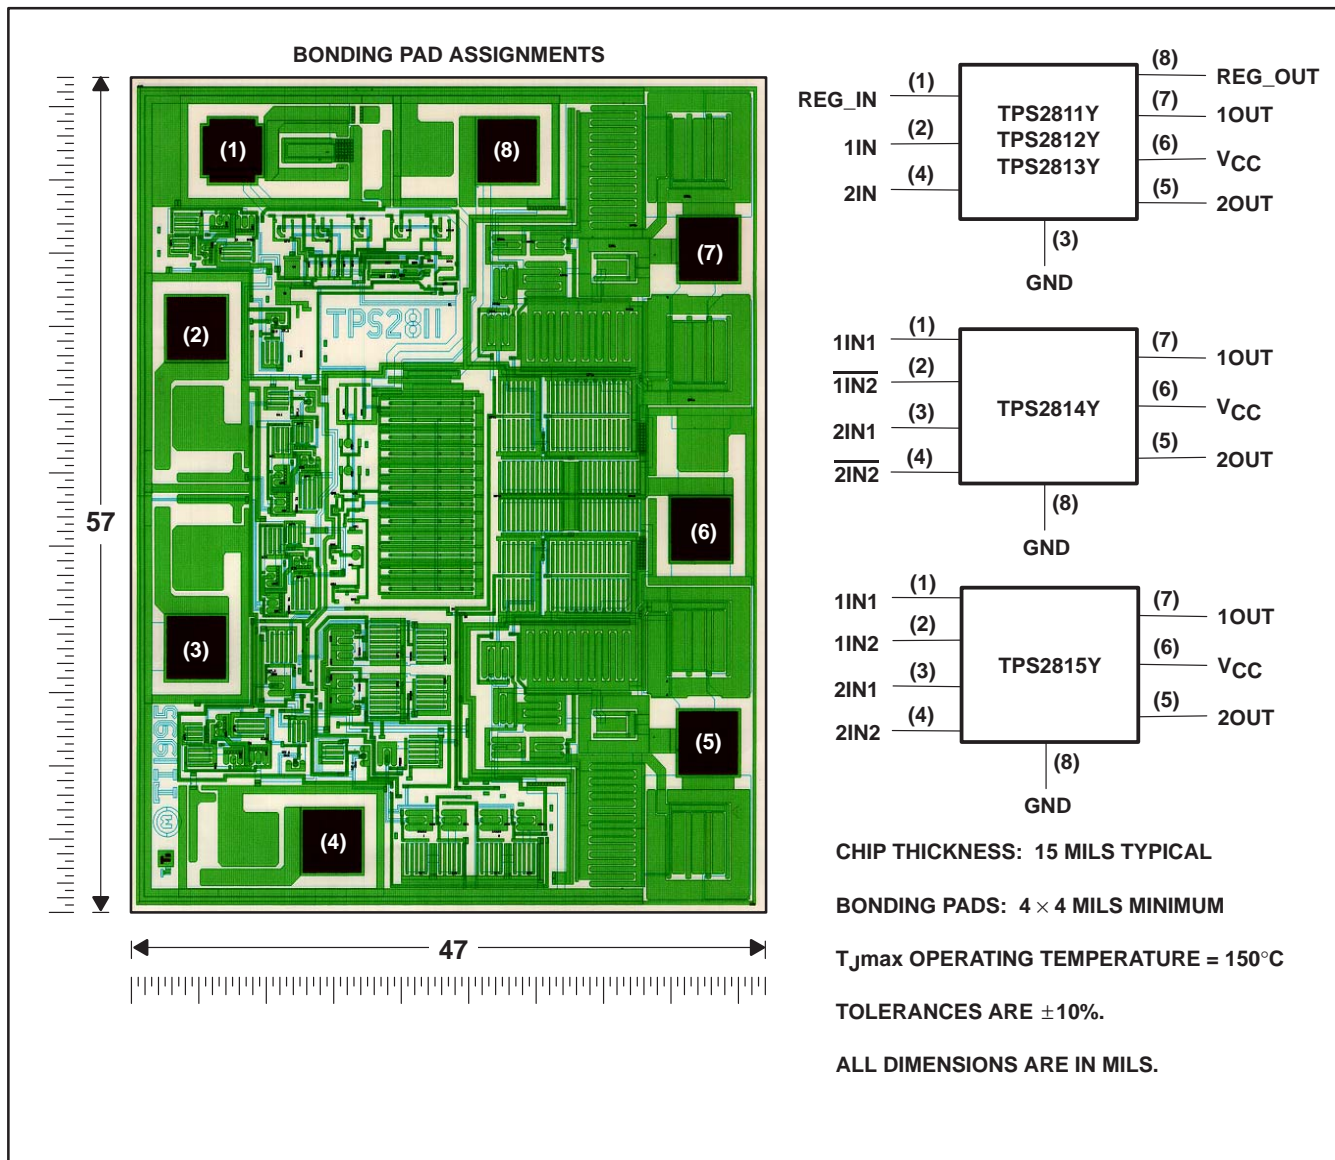 BONDING PAD ASSIGNMENTS
(1)
(8)
(7)
(2)
TPS2811
(6)
(3)
(5)
(4)
TI 1995
Ⓜ
57
47
REG_IN
(1)
1IN
(2)
2IN
(4)
TPS2811Y
TPS2812Y
TPS2813Y
(8)
REG_OUT
(7)
1OUT
(6)
VCC
(5)
2OUT
(3)
GND
1IN1
(1)
1IN2
(2)
2IN1
(3)
2IN2
(4)
TPS2814Y
(7)
1OUT
(6)
VCC
(5)
2OUT
(8)
GND
1IN1
(1)
1IN2
(2)
2IN1
(3)
2IN2
(4)
TPS2815Y
(7)
1OUT
(6)
VCC
(5)
2OUT
(8)
GND
CHIP THICKNESS: 15 MILS TYPICAL
BONDING PADS: 4 × 4 MILS MINIMUM
TJmax OPERATING TEMPERATURE = 150°C
TOLERANCES ARE ±10%.
ALL DIMENSIONS ARE IN MILS.